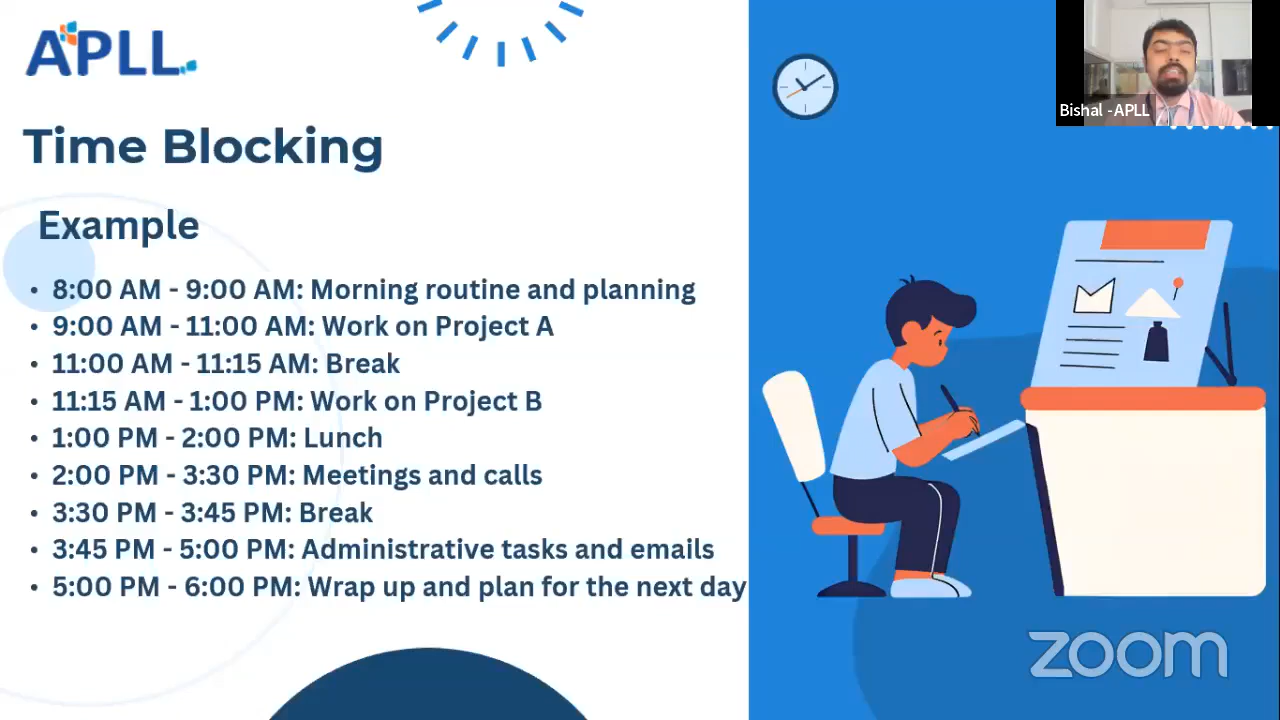 APLL
Bishal -APLL
Time Blocking
Example
• 8:00 AM - 9:00 AM: Morning routine and planning
• 9:00 AM - 11:00 AM: Work on Project A
• 11:00 AM - 11:15 AM: Break
• 11:15 AM - 1:00 PM: Work on Project B
• 1:00 PM - 2:00 PM: Lunch
• 2:00 PM - 3:30 PM: Meetings and calls
• 3:30 PM - 3:45 PM: Break
• 3:45 PM - 5:00 PM: Administrative tasks and emails
• 5:00 PM - 6:00 PM: Wrap up and plan for the next day
zoom